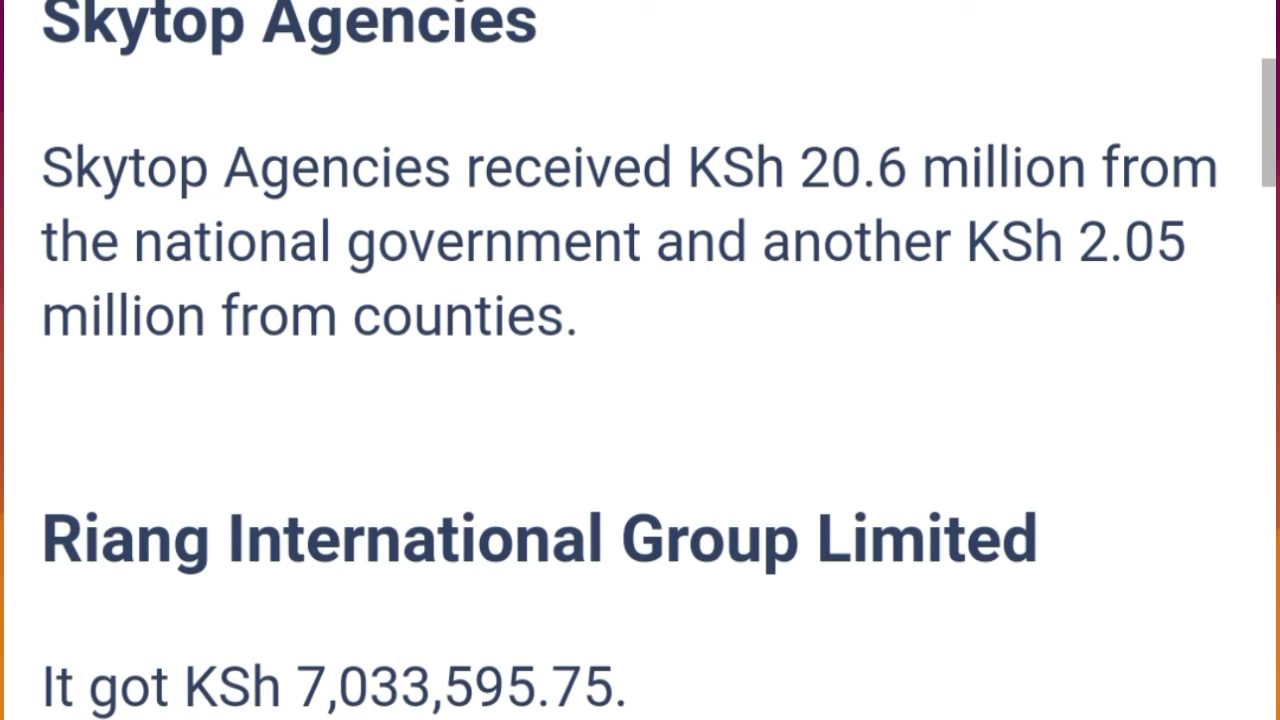 Skytop Agencies
Skytop Agencies received KSh 20.6 million from
the national government and another KSh 2.05
million from counties.
Riang International Group Limited
It got KSh 7,033,595.75.